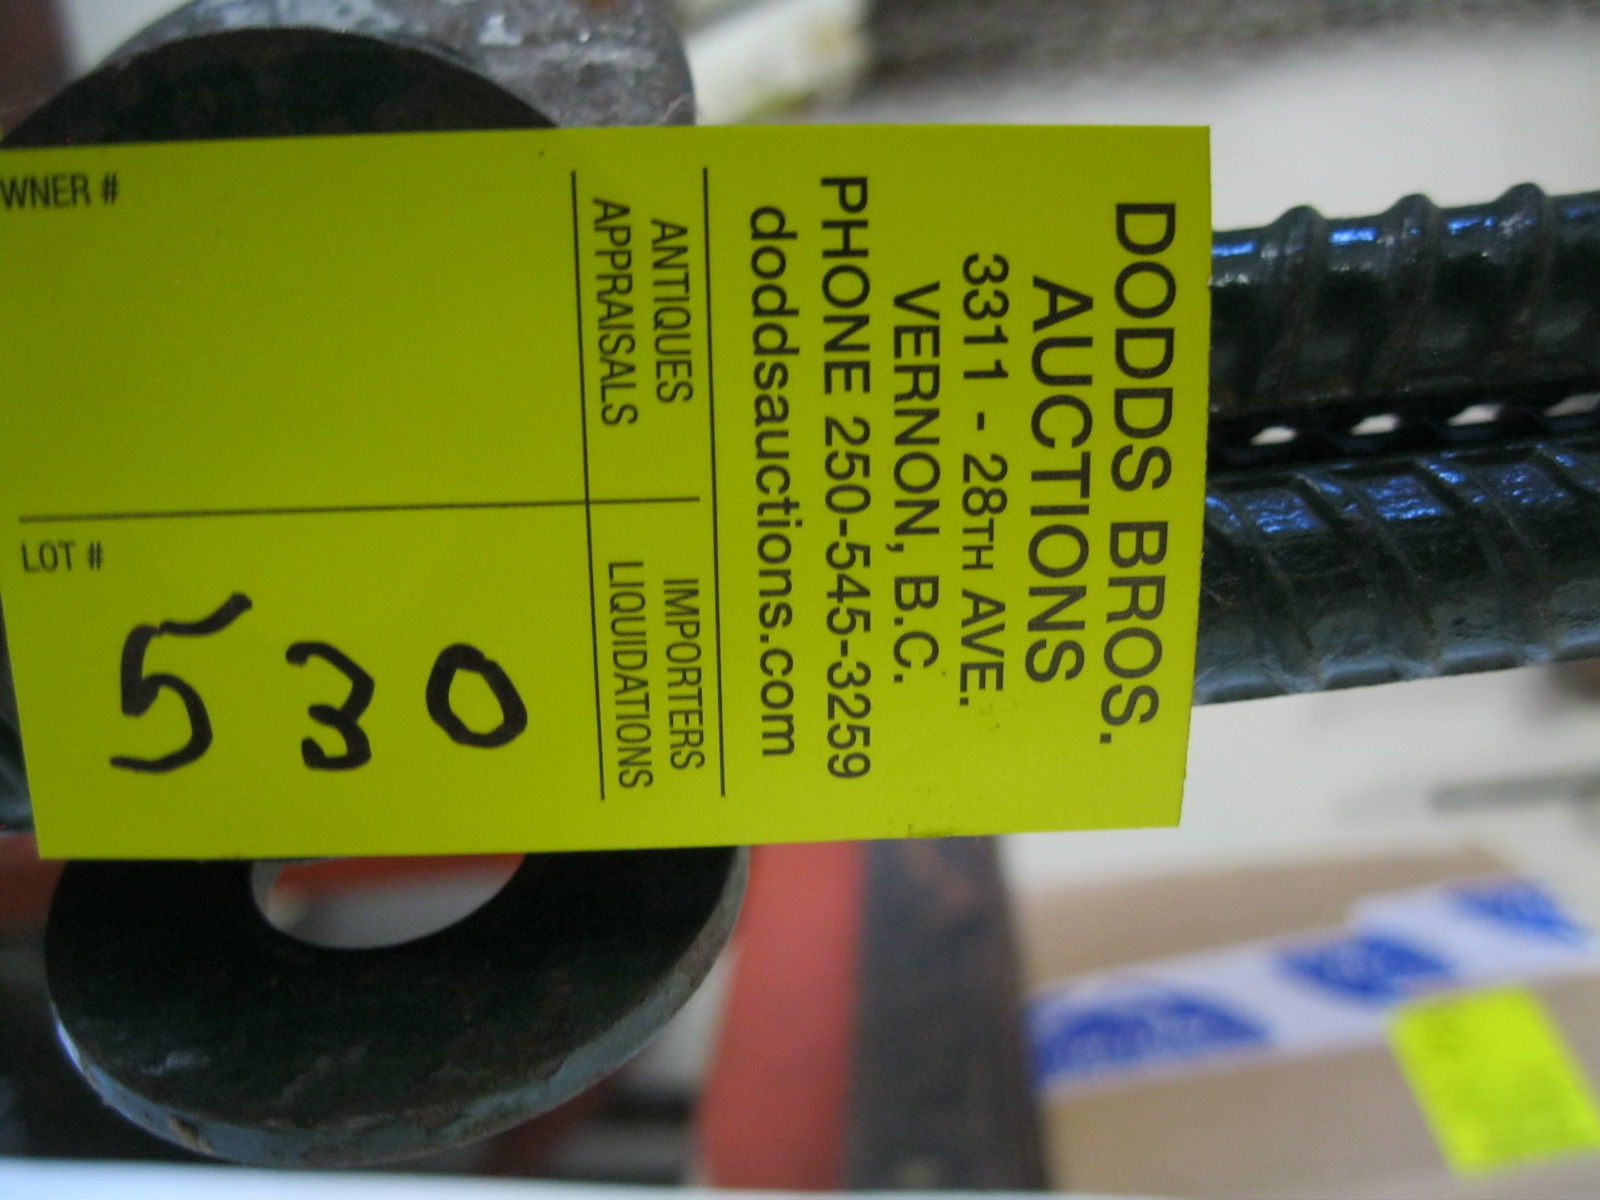 DODDS BROS.
AUCTIONS
3311 - 28TH AVE.
VERNON, B.C.
PHONE 250-545-3259
doddsauctions.com
ANTIQUES IMPORTERS
APPRAISALS LIQUIDATIONS
WNER # LOT #
530